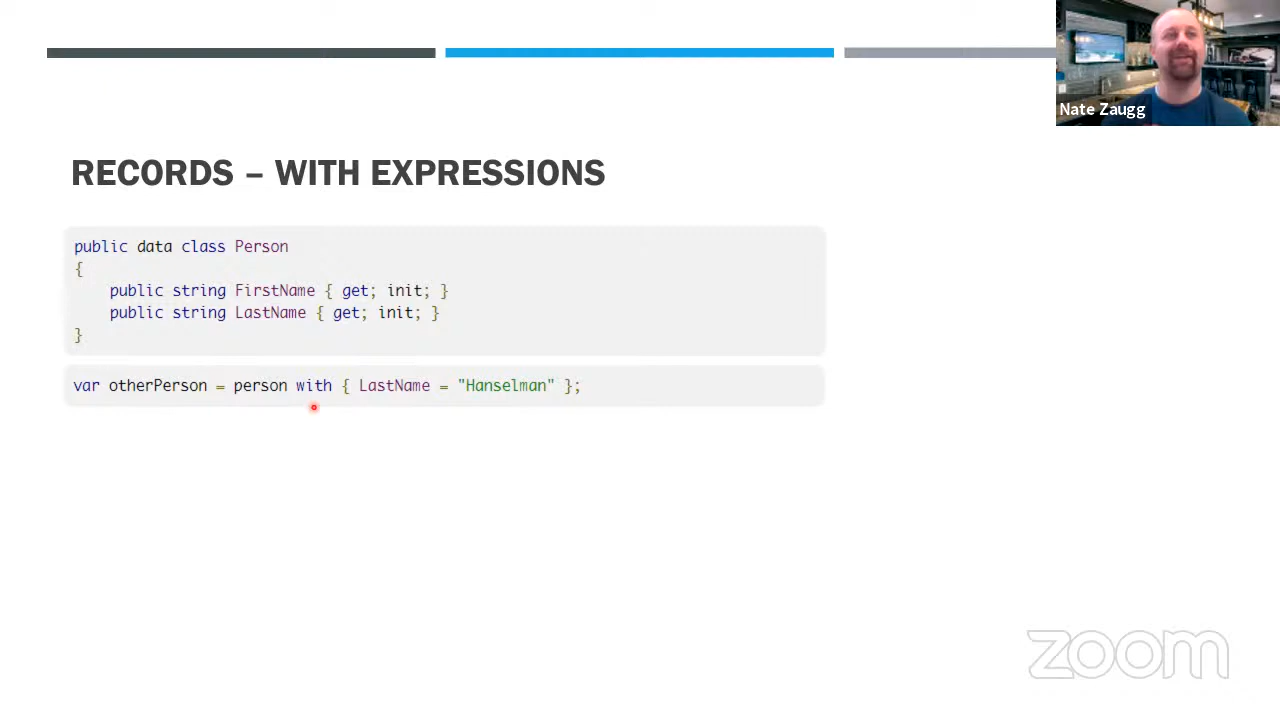 Nate Zaugg
RECORDS – WITH EXPRESSIONS
public data class Person
{
    public string FirstName { get; init; }
    public string LastName { get; init; }
}
var otherPerson = person with { LastName = "Hanselman" };
zoom